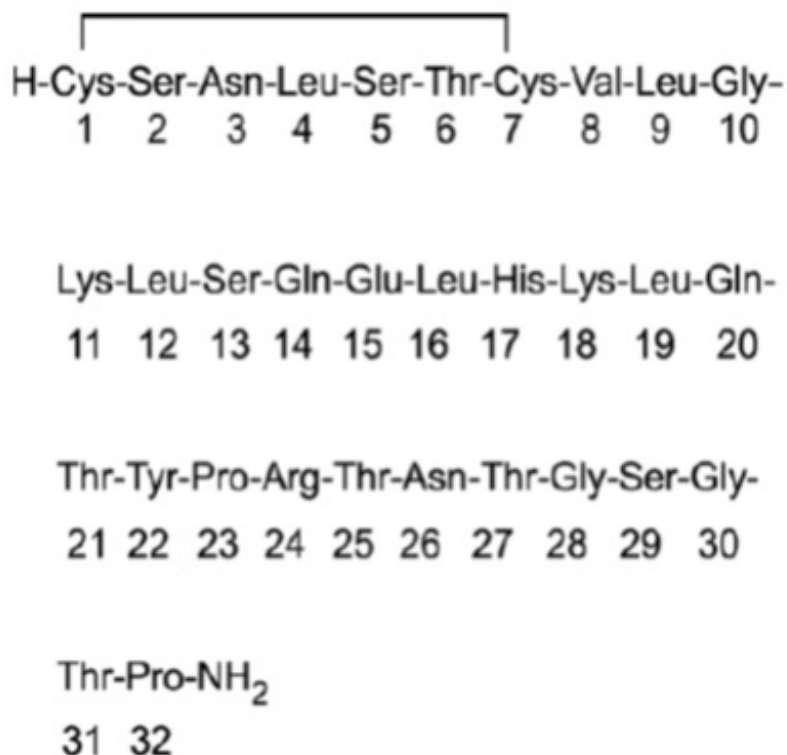 H-Cys-Ser-Asn-Leu-Ser-Thr-Cys-Val-Leu-Gly-
1 2 3 4 5 6 7 8 9 10
Lys-Leu-Ser-Gln-Glu-Leu-His-Lys-Leu-Gln-
11 12 13 14 15 16 17 18 19 20
Thr-Tyr-Pro-Arg-Thr-Asn-Thr-Gly-Ser-Gly-
21 22 23 24 25 26 27 28 29 30
Thr-Pro-NH₂
31 32